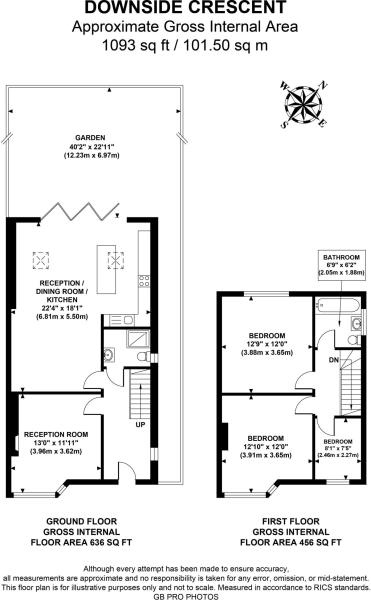 DOWNSIDE CRESCENT
Approximate Gross Internal Area
1093 sq ft / 101.50 sq m
N
W
E
S
GARDEN
40'2" x 22'11"
(12.23m x 6.97m)
RECEPTION /
DINING ROOM /
KITCHEN
22'4" x 18'1"
(6.81m x 5.50m)
RECEPTION ROOM
13'0" x 11'11"
(3.96m x 3.62m)
UP
BATHROOM
6'9" x 6'2"
(2.05m x 1.88m)
BEDROOM
12'9" x 12'0"
(3.88m x 3.65m)
DN
BEDROOM
12'10" x 12'0"
(3.91m x 3.65m)
BEDROOM
8'1" x 7'5"
(2.46m x 2.27m)
GROUND FLOOR
GROSS INTERNAL
FLOOR AREA 636 SQ FT
FIRST FLOOR
GROSS INTERNAL
FLOOR AREA 456 SQ FT
Although every attempt has been made to ensure accuracy,
all measurements are approximate and no responsibility is taken for any error, omission, or mid-statement.
This floor plan is for illustrative purposes only and not to scale. Measured in accordance to RICS standards.
GB PRO PHOTOS